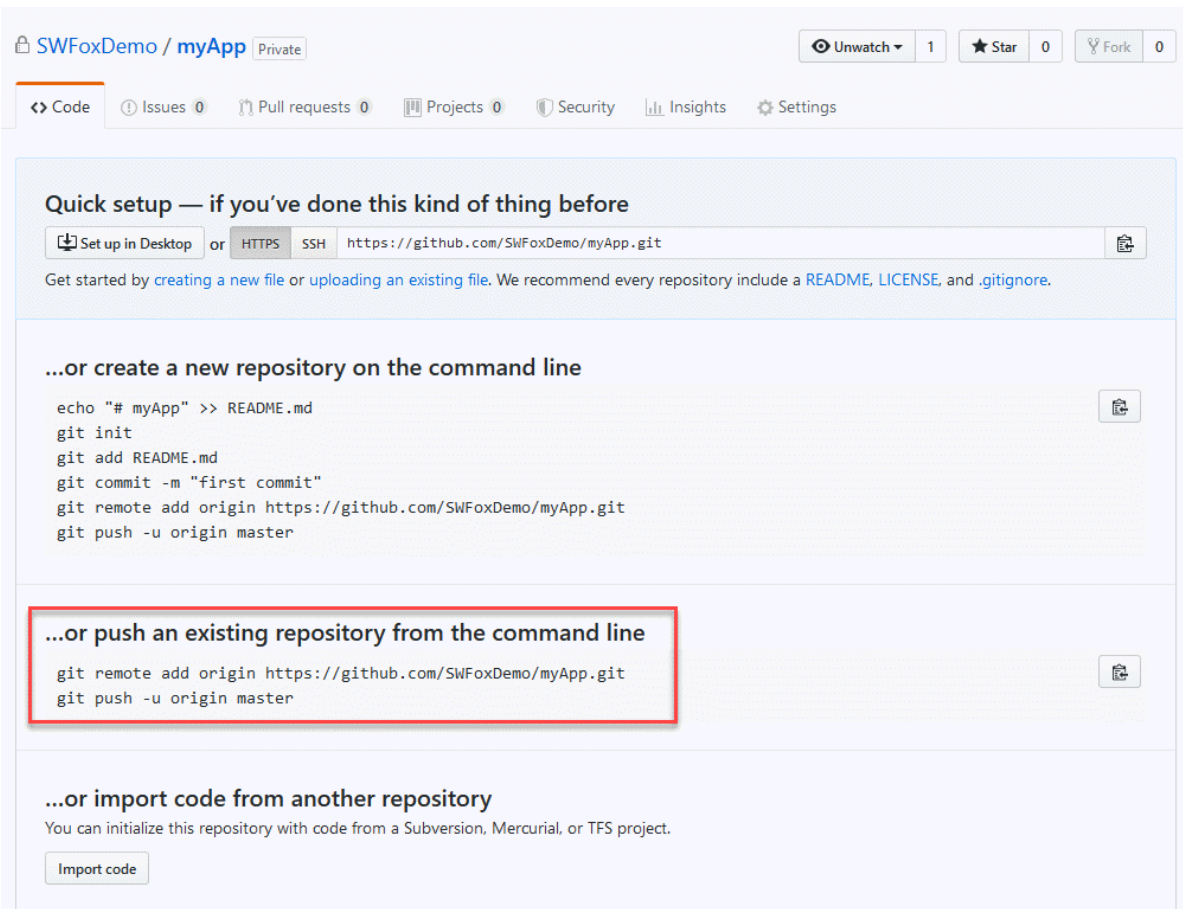 SWFoxDemo / myApp Private
Unwatch 1 Star 0 Fork 0
Code Issues 0 Pull requests 0 Projects 0 Security Insights Settings
Quick setup — if you’ve done this kind of thing before
Set up in Desktop or HTTPS SSH https://github.com/SWFoxDemo/myApp.git
Get started by creating a new file or uploading an existing file. We recommend every repository include a README, LICENSE, and .gitignore.
…or create a new repository on the command line
echo "# myApp" >> README.md
git init
git add README.md
git commit -m "first commit"
git remote add origin https://github.com/SWFoxDemo/myApp.git
git push -u origin master
…or push an existing repository from the command line
git remote add origin https://github.com/SWFoxDemo/myApp.git
git push -u origin master
…or import code from another repository
You can initialize this repository with code from a Subversion, Mercurial, or TFS project.
Import code